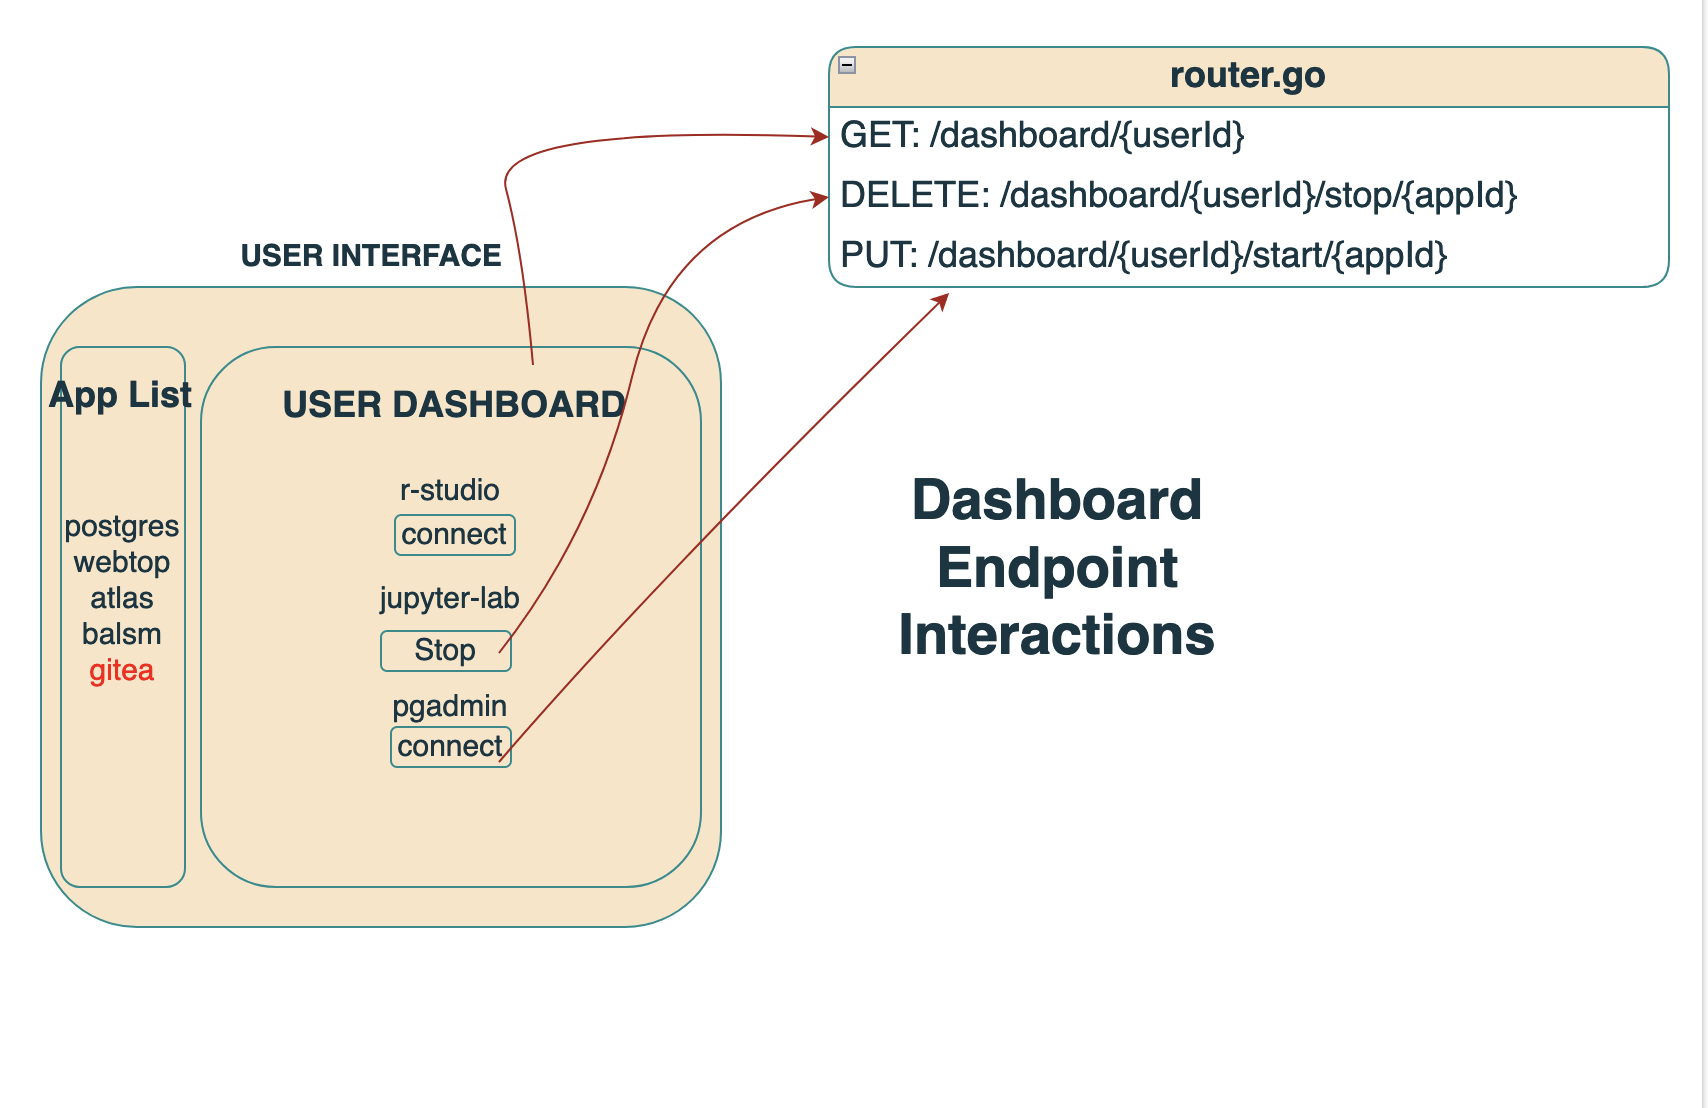 router.go
GET: /dashboard/{userId}
DELETE: /dashboard/{userId}/stop/{appId}
PUT: /dashboard/{userId}/start/{appId}
USER INTERFACE
App List
postgres
webtop
atlas
balsm
gitea
USER DASHBOARD
r-studio
connect
jupyter-lab
Stop
pgadmin
connect
Dashboard
Endpoint
Interactions